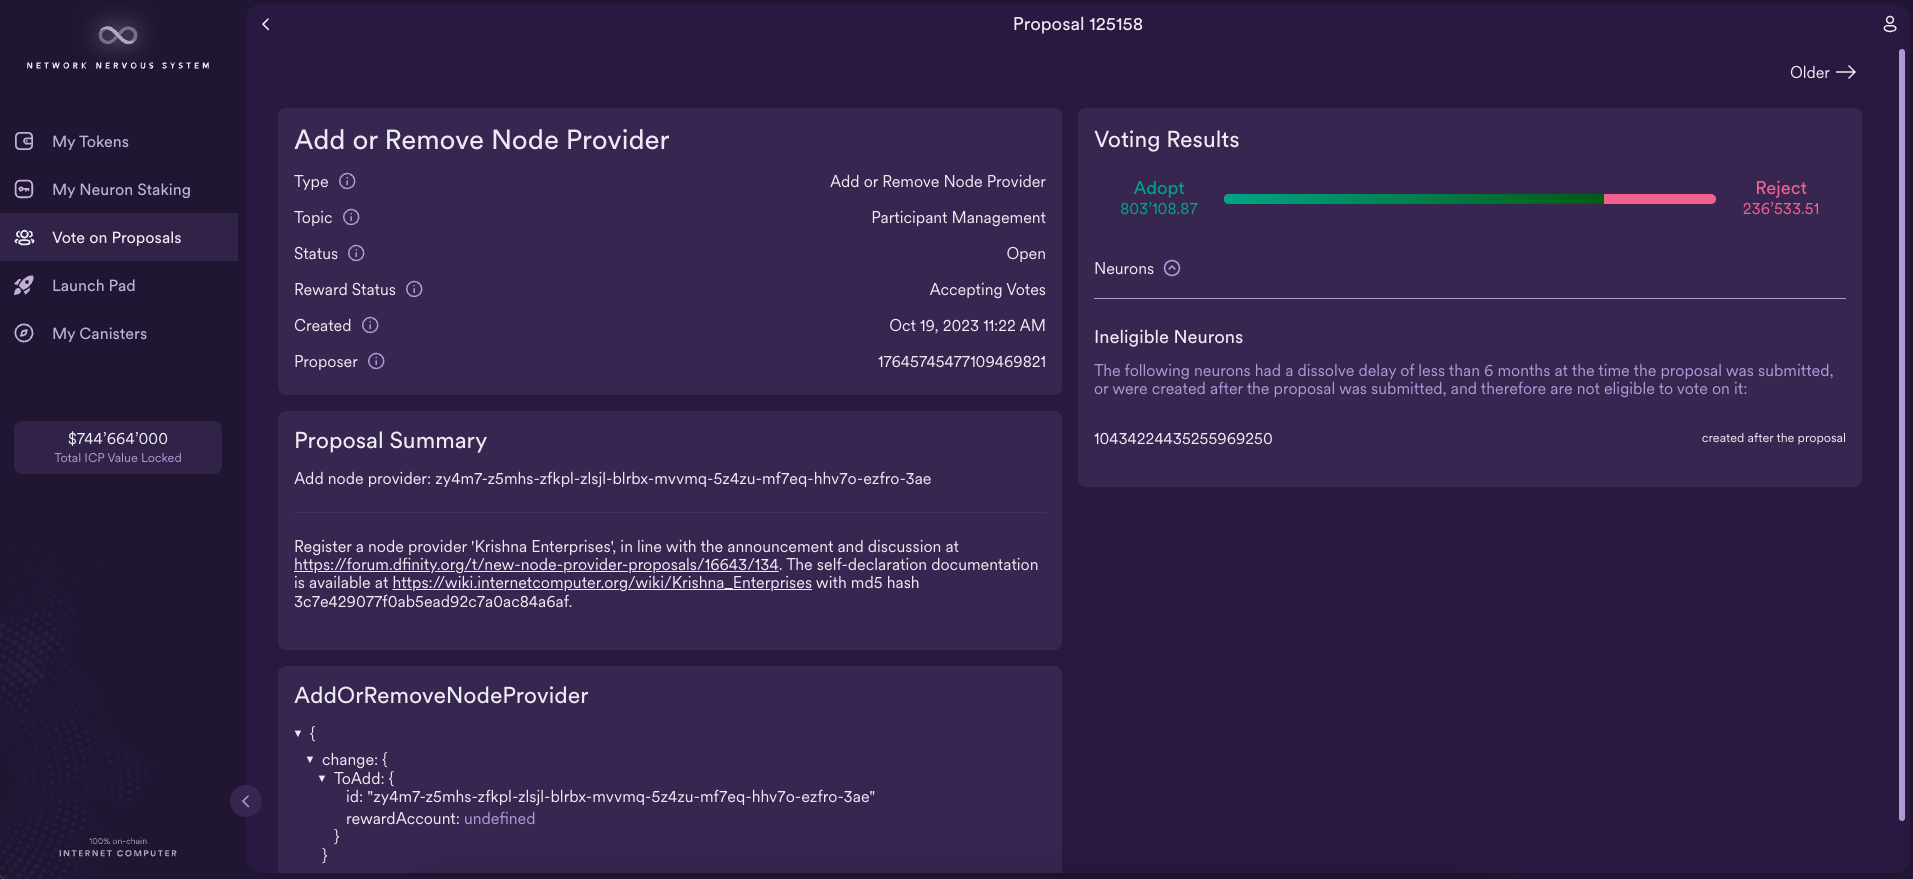 NETWORK NERVOUS SYSTEM
My Tokens
My Neuron Staking
Vote on Proposals
Launch Pad
My Canisters
$744’664’000
Total ICP Value Locked
100% on-chain
INTERNET COMPUTER
Proposal 125158
Older
Add or Remove Node Provider
Type Add or Remove Node Provider
Topic Participant Management
Status Open
Reward Status Accepting Votes
Created Oct 19, 2023 11:22 AM
Proposer 17645745477109469821
Proposal Summary
Add node provider: zy4m7-z5mhs-zfkpl-zlsjl-blrbx-mvvmq-5z4zu-mf7eq-hhv7o-ezfro-3ae
Register a node provider 'Krishna Enterprises', in line with the announcement and discussion at
https://forum.dfinity.org/t/new-node-provider-proposals/16643/134. The self-declaration documentation
is available at https://wiki.internetcomputer.org/wiki/Krishna_Enterprises with md5 hash
3c7e429077f0ab5ead92c7a0ac84a6af.
AddOrRemoveNodeProvider
{
change: {
ToAdd: {
id: "zy4m7-z5mhs-zfkpl-zlsjl-blrbx-mvvmq-5z4zu-mf7eq-hhv7o-ezfro-3ae"
rewardAccount: undefined
}
}
Voting Results
Adopt
803’108.87
Reject
236’533.51
Neurons
Ineligible Neurons
The following neurons had a dissolve delay of less than 6 months at the time the proposal was submitted,
or were created after the proposal was submitted, and therefore are not eligible to vote on it:
10434224435255969250 created after the proposal